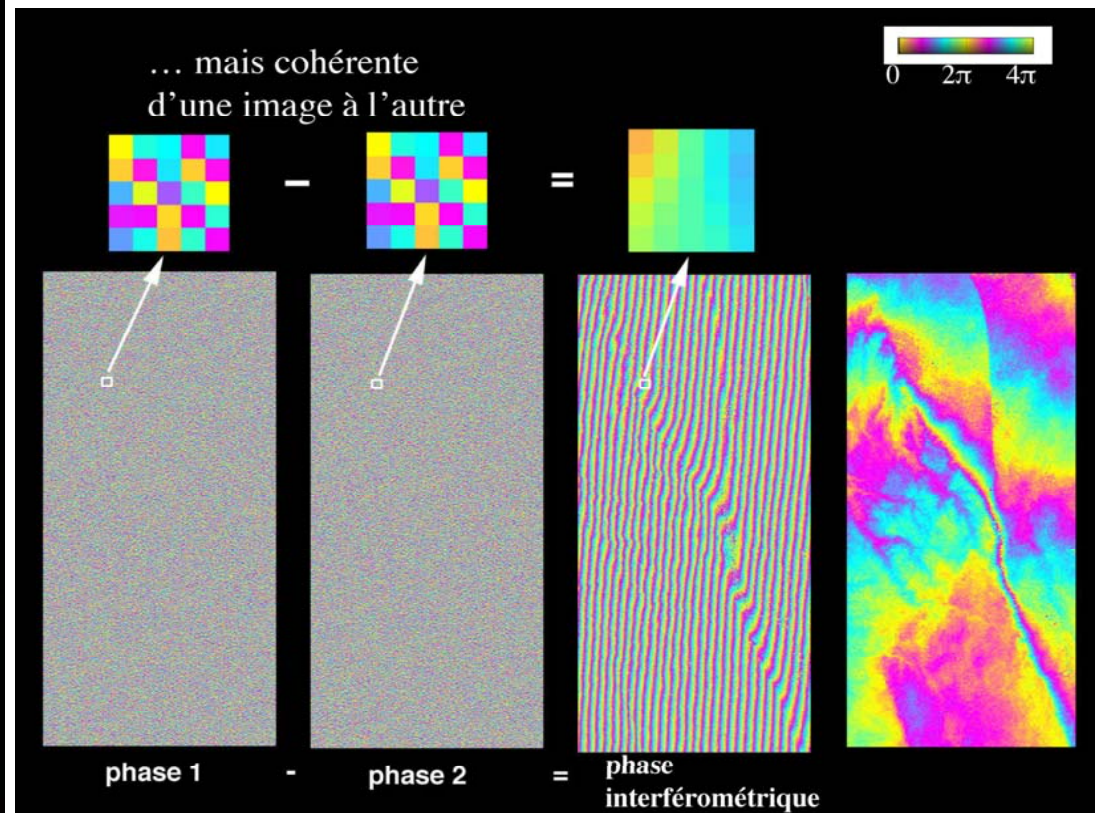 … mais cohérente
d'une image à l'autre
0 2π 4π
– =
phase 1 - phase 2 = phase
interférométrique